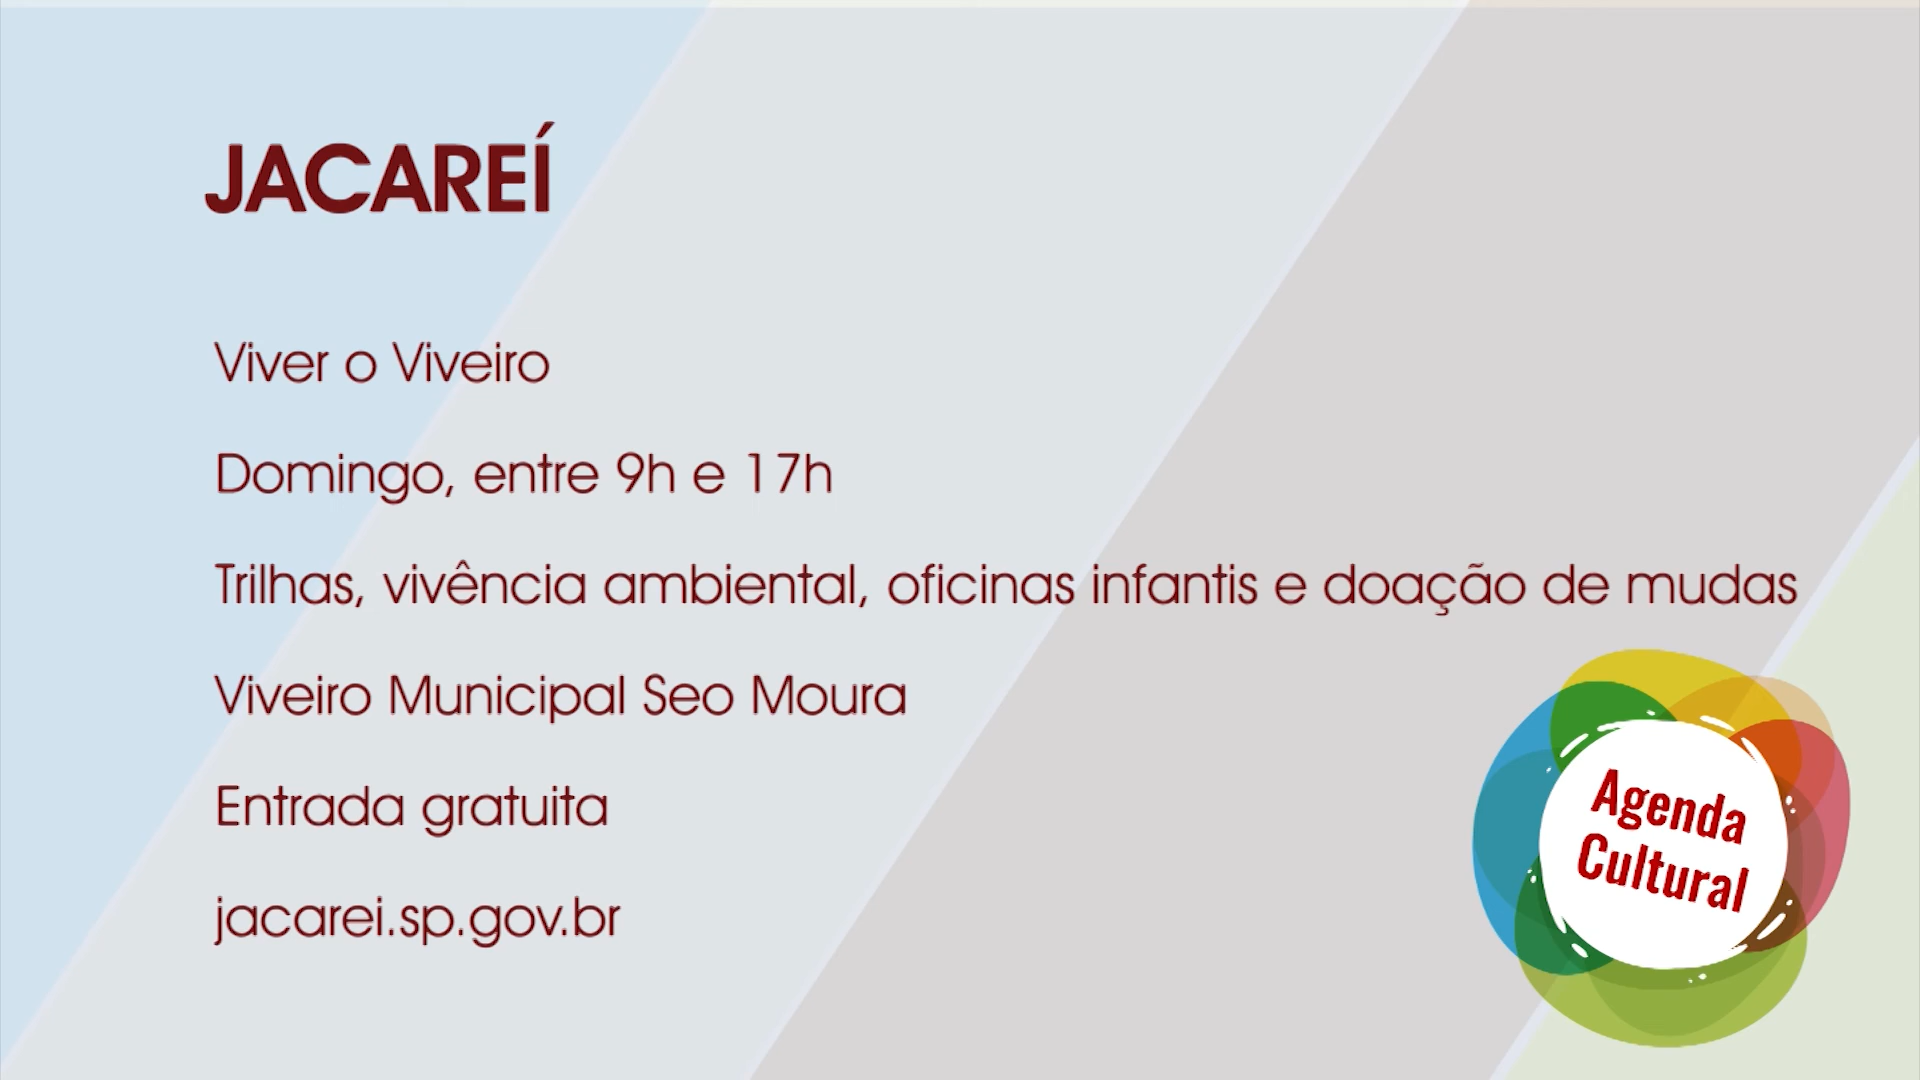 JACAREÍ
Viver o Viveiro
Domingo, entre 9h e 17h
Trilhas, vivência ambiental, oficinas infantis e doação de mudas
Viveiro Municipal Seo Moura
Entrada gratuita
jacarei.sp.gov.br
Agenda
Cultural